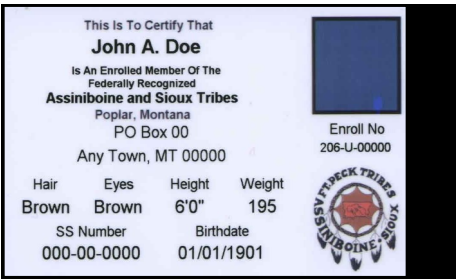 This Is To Certify That
John A. Doe
Is An Enrolled Member Of The
Federally Recognized
Assiniboine and Sioux Tribes
Poplar, Montana
PO Box 00
Any Town, MT 00000
Enroll No
206-U-00000
Hair Eyes Height Weight
Brown Brown 6'0" 195
SS Number Birthdate
000-00-0000 01/01/1901
FT. PECK TRIBES
ASSINIBOINE · SIOUX